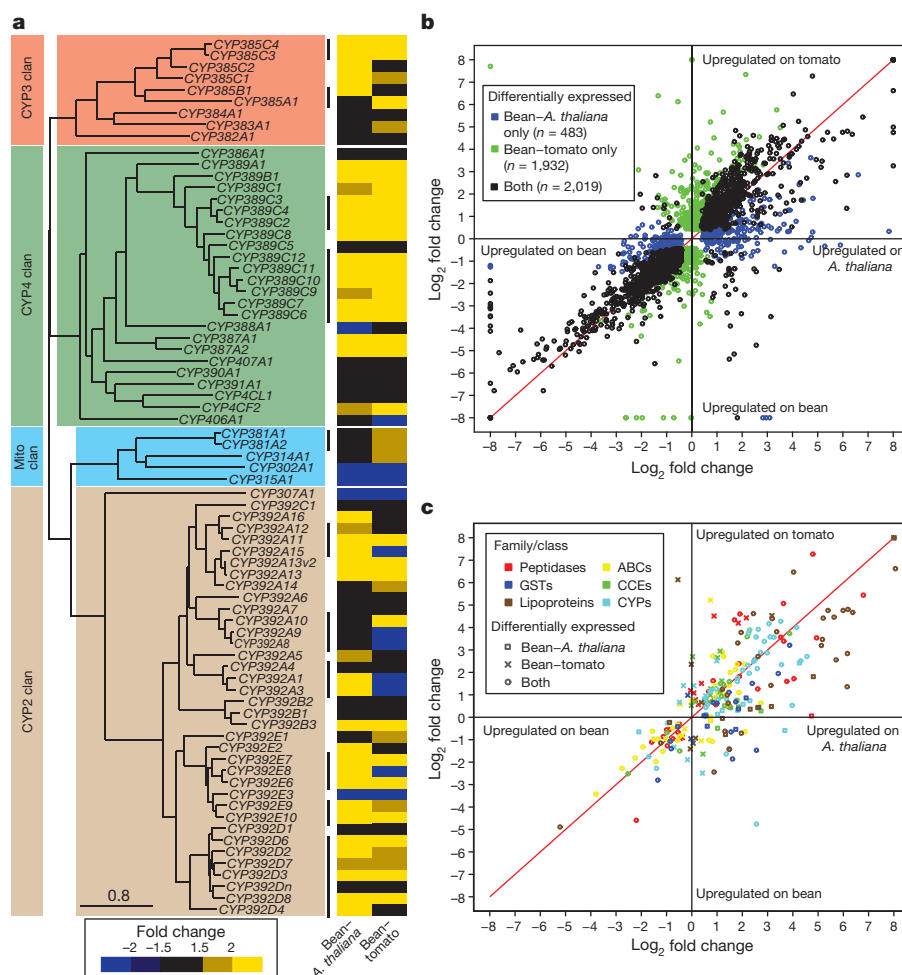 a
CYP3 clan
CYP385C4
CYP385C3
CYP385C2
CYP385C1
CYP385B1
CYP385A1
CYP384A1
CYP383A1
CYP382A1
CYP4 clan
CYP386A1
CYP389A1
CYP389B1
CYP389C1
CYP389C3
CYP389C4
CYP389C2
CYP389C8
CYP389C5
CYP389C12
CYP389C11
CYP389C10
CYP389C9
CYP389C7
CYP389C6
CYP388A1
CYP387A1
CYP387A2
CYP407A1
CYP390A1
CYP391A1
CYP4CL1
CYP4CF2
CYP406A1
Mito
clan
CYP381A1
CYP381A2
CYP314A1
CYP302A1
CYP315A1
CYP2 clan
CYP307A1
CYP392C1
CYP392A16
CYP392A12
CYP392A11
CYP392A15
CYP392A13v2
CYP392A13
CYP392A14
CYP392A6
CYP392A7
CYP392A10
CYP392A9
CYP392A8
CYP392A5
CYP392A4
CYP392A1
CYP392A3
CYP392B2
CYP392B1
CYP392B3
CYP392E1
CYP392E2
CYP392E7
CYP392E8
CYP392E6
CYP392E3
CYP392E9
CYP392E10
CYP392D1
CYP392D6
CYP392D2
CYP392D7
CYP392D3
CYP392Dn
CYP392D8
CYP392D4
0.8
Bean–
A. thaliana
Bean–
tomato
Fold change
−2 −1.5 1.5 2
b
Upregulated on tomato
Differentially expressed
Bean–A. thaliana
only (n = 483)
Bean–tomato only
(n = 1,932)
Both (n = 2,019)
Upregulated on bean
Upregulated on
A. thaliana
Upregulated on bean
Log2 fold change
8
7
6
5
4
3
2
1
0
−1
−2
−3
−4
−5
−6
−7
−8
−8 −7 −6 −5 −4 −3 −2 −1 0 1 2 3 4 5 6 7 8
Log2 fold change
c
Upregulated on tomato
Family/class
Peptidases ABCs
GSTs CCEs
Lipoproteins CYPs
Differentially expressed
Bean–A. thaliana
Bean–tomato
Both
Upregulated on bean
Upregulated on
A. thaliana
Upregulated on bean
Log2 fold change
8
7
6
5
4
3
2
1
0
−1
−2
−3
−4
−5
−6
−7
−8
−8 −7 −6 −5 −4 −3 −2 −1 0 1 2 3 4 5 6 7 8
Log2 fold change